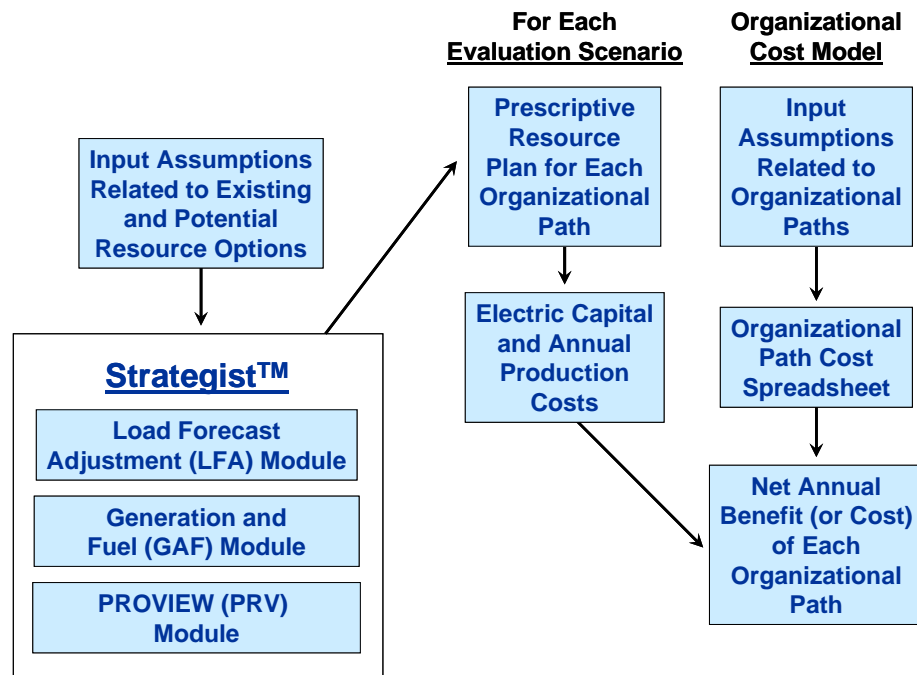 For Each
Evaluation Scenario
Organizational
Cost Model
Input Assumptions
Related to Existing
and Potential
Resource Options
Strategist™
Load Forecast
Adjustment (LFA) Module
Generation and
Fuel (GAF) Module
PROVIEW (PRV)
Module
Prescriptive
Resource
Plan for Each
Organizational
Path
Electric Capital
and Annual
Production
Costs
Input
Assumptions
Related to
Organizational
Paths
Organizational
Path Cost
Spreadsheet
Net Annual
Benefit (or Cost)
of Each
Organizational
Path